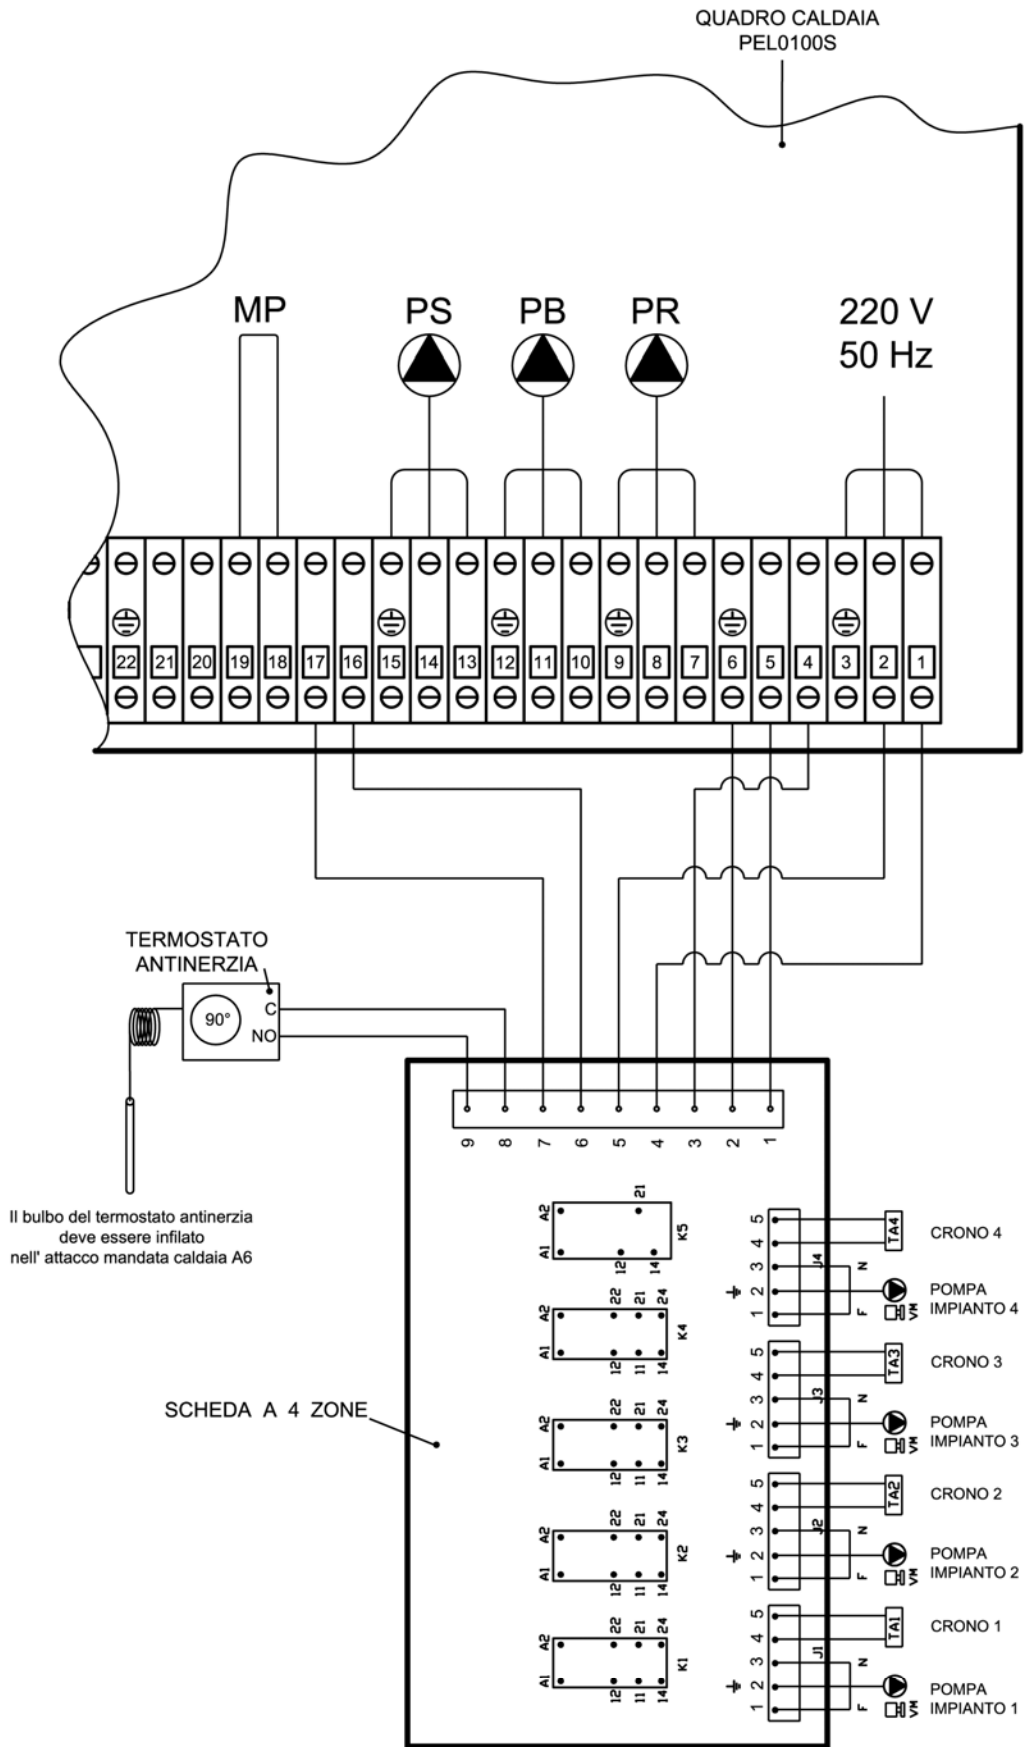 QUADRO CALDAIA
PEL0100S
MP
PS
PB
PR
220 V
50 Hz
22 21 20 19 18 17 16 15 14 13 12 11 10 9 8 7 6 5 4 3 2 1
TERMOSTATO
ANTINERZIA
90°
C
NO
Il bulbo del termostato antinerzia
deve essere infilato
nell' attacco mandata caldaia A6
9 8 7 6 5 4 3 2 1
SCHEDA A 4 ZONE
A2 21
A1 12 14
K5
A2 22 21 24
A1 12 11 14
K4
A2 22 21 24
A1 12 11 14
K3
A2 22 21 24
A1 12 11 14
K2
A2 22 21 24
A1 12 11 14
K1
5
4
3
2
1
J4
N
F
TA4
CRONO 4
VM
POMPA
IMPIANTO 4
5
4
3
2
1
J3
N
F
TA3
CRONO 3
VM
POMPA
IMPIANTO 3
5
4
3
2
1
J2
N
F
TA2
CRONO 2
VM
POMPA
IMPIANTO 2
5
4
3
2
1
J1
N
F
TA1
CRONO 1
VM
POMPA
IMPIANTO 1